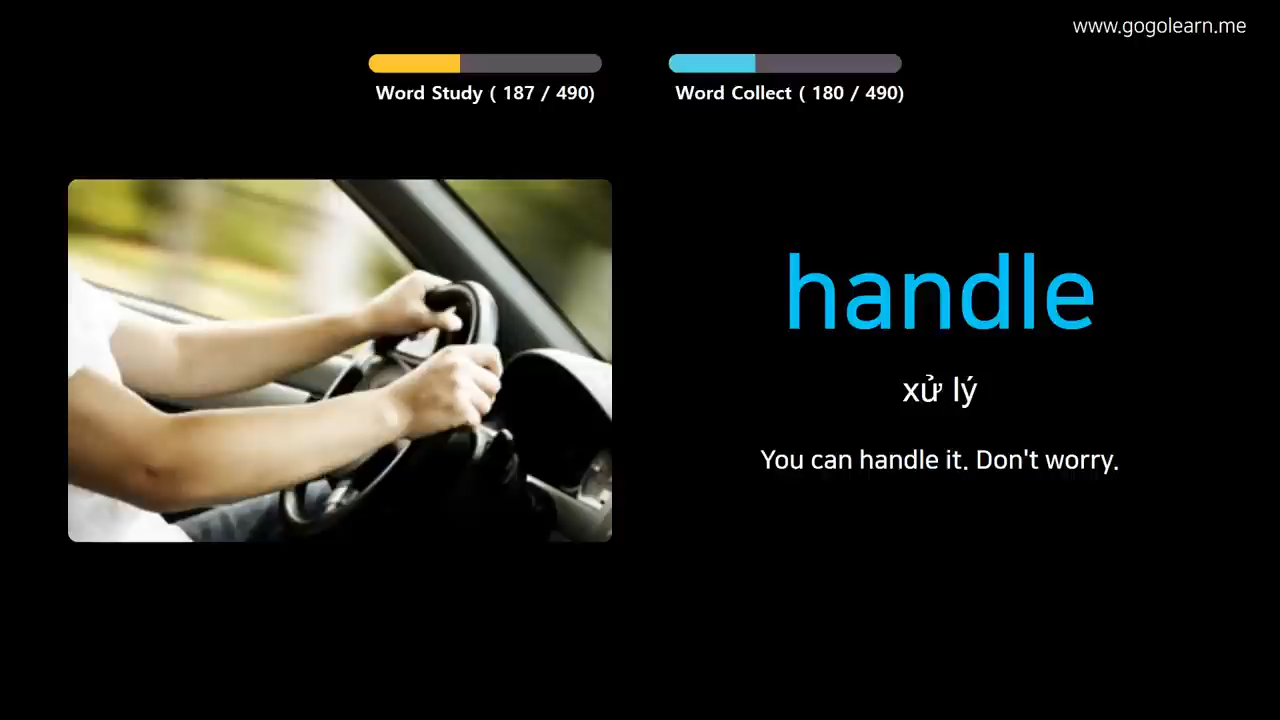 www.gogolearn.me
Word Study ( 187 / 490)
Word Collect ( 180 / 490)
handle
xử lý
You can handle it. Don't worry.